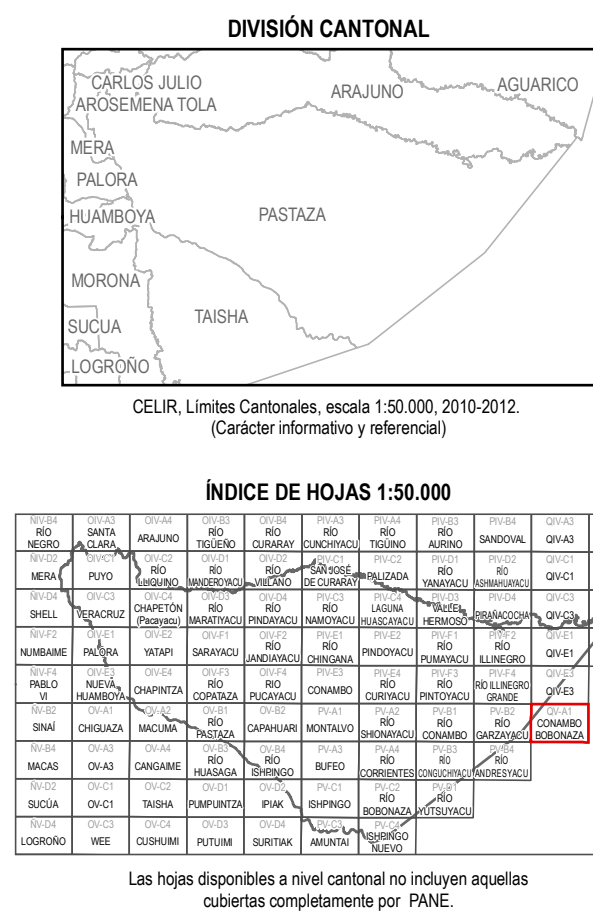 DIVISIÓN CANTONAL
CARLOS JULIO
AROSEMENA TOLA
ARAJUNO
AGUARICO
MERA
PALORA
HUAMBOYA
PASTAZA
MORONA
TAISHA
SUCUA
LOGROÑO
CELIR, Límites Cantonales, escala 1:50.000, 2010-2012.
(Carácter informativo y referencial)
ÍNDICE DE HOJAS 1:50.000
ÑIV-B4 OIV-A3 OIV-A4 OIV-B3 OIV-B4 PIV-A3 PIV-A4 PIV-B3 PIV-B4 QIV-A3
RÍO NEGRO SANTA CLARA ARAJUNO RÍO TIGÜEÑO RÍO CURARAY RÍO CUNCHIYACU RÍO TIGÜINO RÍO AURINO SANDOVAL QIV-A3
ÑIV-D2 OIV-C1 OIV-C2 OIV-D1 OIV-D2 PIV-C1 PIV-C2 PIV-D1 PIV-D2 QIV-C1
MERA PUYO RÍO LLIQUINO RÍO MANDEROYACU RÍO VILLANO SAN JOSÉ DE CURARAY PALIZADA RÍO YANAYACU RÍO ASHMAHUAYACU QIV-C1
ÑIV-D4 OIV-C3 OIV-C4 OIV-D3 OIV-D4 PIV-C3 PIV-C4 PIV-D3 PIV-D4 QIV-C3
SHELL VERACRUZ CHAPETÓN (Pacayacu) RÍO MARATIYACU RÍO PINDAYACU RÍO NAMOYACU LAGUNA HUASCAYACU VALLE HERMOSO PIRAÑACOCHA QIV-C3
ÑIV-F2 OIV-E1 OIV-E2 OIV-F1 OIV-F2 PIV-E1 PIV-E2 PIV-F1 PIV-F2 QIV-E1
NUMBAIME PALORA YATAPI SARAYACU RÍO JANDIAYACU RÍO CHINGANA PINDOYACU RÍO PUMAYACU RÍO ILLINEGRO QIV-E1
ÑIV-F4 OIV-E3 OIV-E4 OIV-F3 OIV-F4 PIV-E3 PIV-E4 PIV-F3 PIV-F4 QIV-E3
PABLO VI NUEVA HUAMBOYA CHAPINTZA RÍO COPATAZA RÍO PUCAYACU CONAMBO RÍO CURIYACU RÍO PINTOYACU RÍO ILLINEGRO GRANDE QIV-E3
ÑV-B2 OV-A1 OV-A2 OV-B1 OV-B2 PV-A1 PV-A2 PV-B1 PV-B2 QV-A1
SINAÍ CHIGUAZA MACUMA RÍO PASTAZA CAPAHUARI MONTALVO RÍO SHIONAYACU RÍO CONAMBO RÍO GARZAYACU CONAMBO BOBONAZA
ÑV-B4 OV-A3 OV-A4 OV-B3 OV-B4 PV-A3 PV-A4 PV-B3 PV-B4
MACAS OV-A3 CANGAIME RÍO HUASAGA RÍO ISHPINGO BUFEO RÍO CORRIENTES RÍO CONGUCHIYACU RÍO ANDRESYACU
ÑV-D2 OV-C1 OV-C2 OV-D1 OV-D2 PV-C1 PV-C2 PV-D1
SUCÚA OV-C1 TAISHA PUMPUINTZA IPIAK ISHPINGO RÍO BOBONAZA RÍO YUTSUYACU
ÑV-D4 OV-C3 OV-C4 OV-D3 OV-D4 PV-C3 PV-C4
LOGROÑO WEE CUSHUIMI PUTUIMI SURITIAK AMUNTAI ISHPINGO NUEVO
Las hojas disponibles a nivel cantonal no incluyen aquellas
cubiertas completamente por PANE.